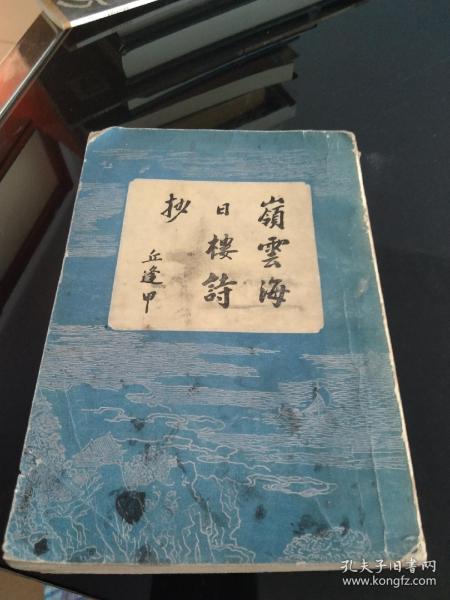 嶺雲海
日樓詩
抄
丘逢甲
孔夫子旧书网
www.kongfz.com